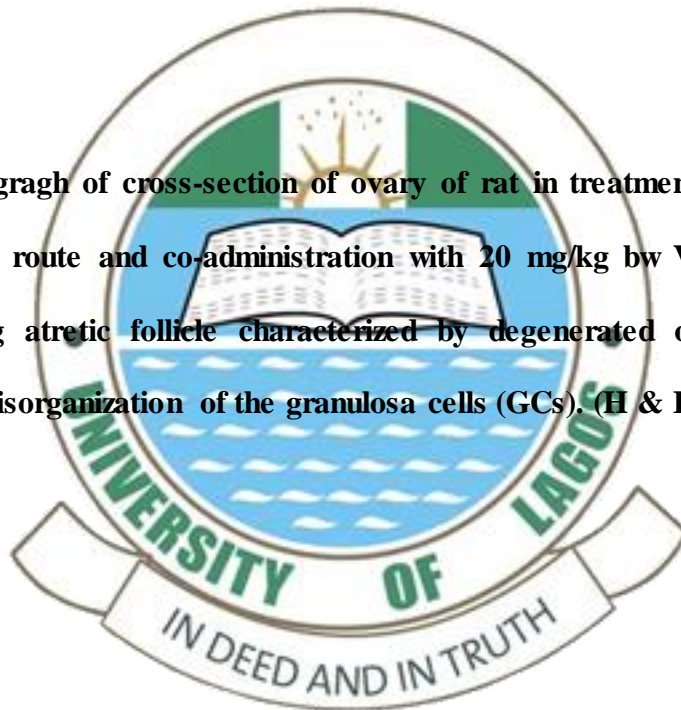 gragh of cross-section of ovary of rat in treatmen
route and co-administration with 20 mg/kg bw V
g atretic follicle characterized by degenerated o
isorganization of the granulosa cells (GCs). (H & E
UNIVERSITY OF LAGOS
IN DEED AND IN TRUTH